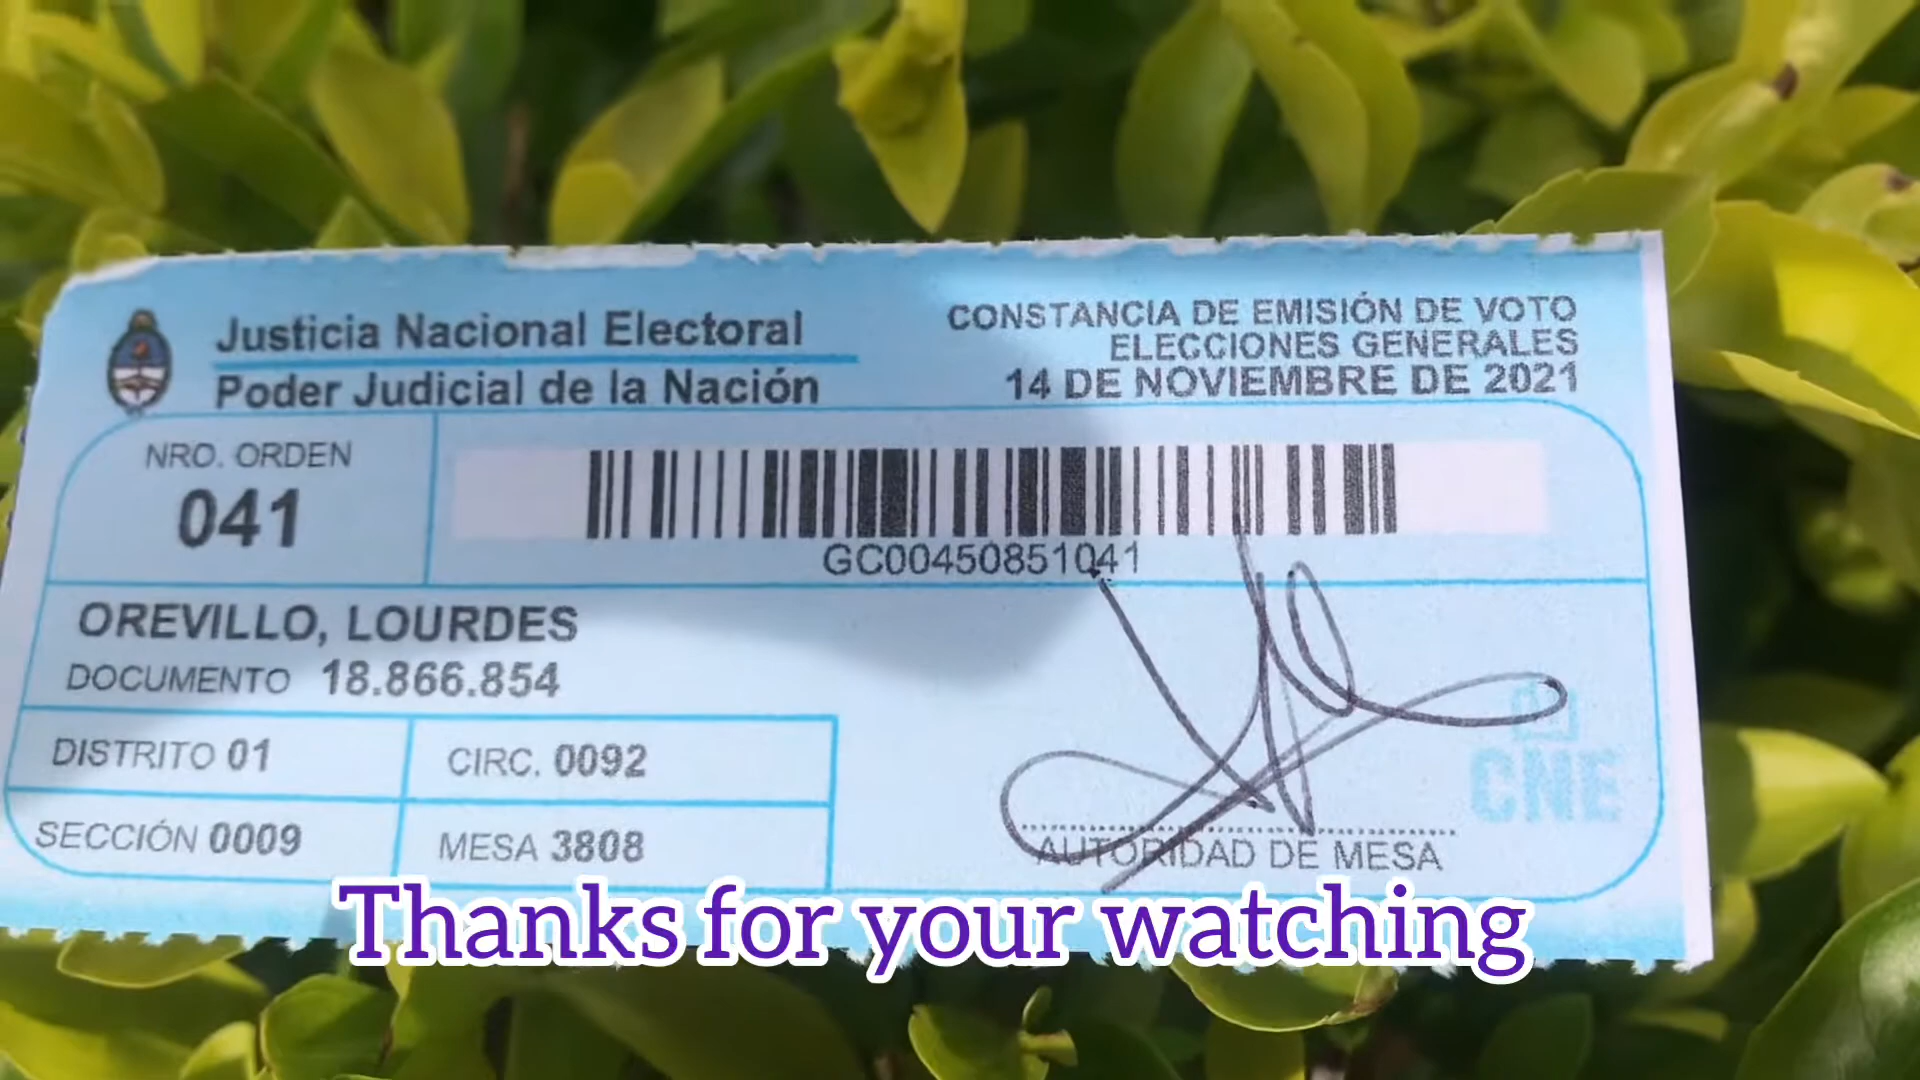 Justicia Nacional Electoral
Poder Judicial de la Nación
CONSTANCIA DE EMISIÓN DE VOTO
ELECCIONES GENERALES
14 DE NOVIEMBRE DE 2021
NRO. ORDEN
041
GC00450851041
OREVILLO, LOURDES
DOCUMENTO 18.866.854
DISTRITO 01
CIRC. 0092
SECCIÓN 0009
MESA 3808
CNE
AUTORIDAD DE MESA
Thanks for your watching